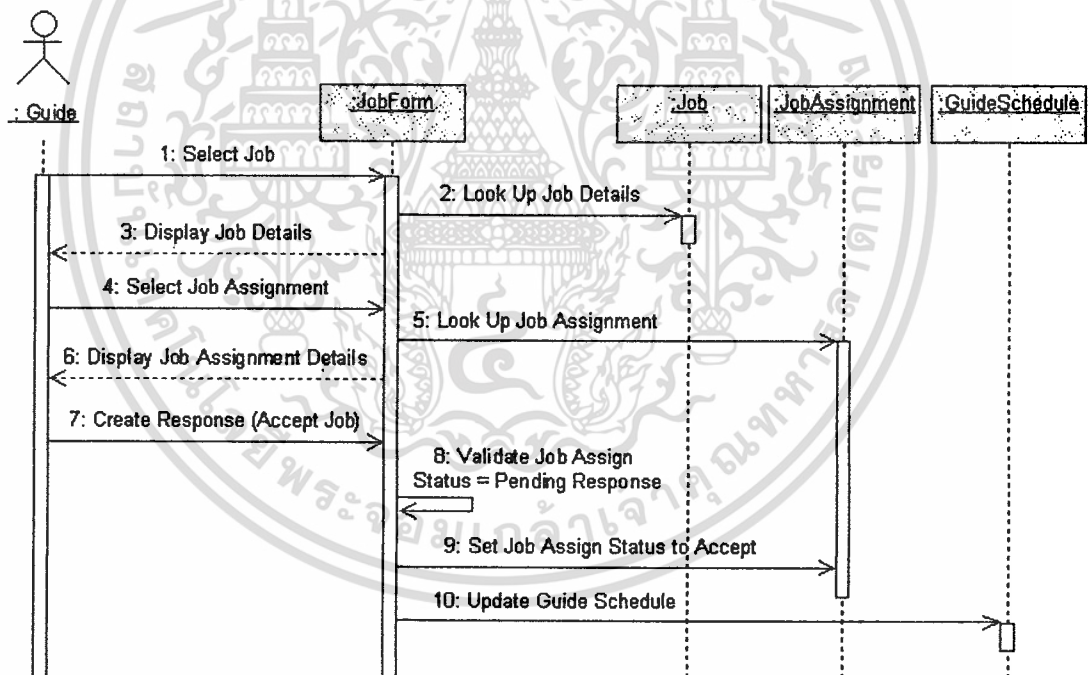 : Guide
:JobForm
:Job
:JobAssignment
:GuideSchedule
1: Select Job
2: Look Up Job Details
3: Display Job Details
4: Select Job Assignment
5: Look Up Job Assignment
6: Display Job Assignment Details
7: Create Response (Accept Job)
8: Validate Job Assign
Status = Pending Response
9: Set Job Assign Status to Accept
10: Update Guide Schedule